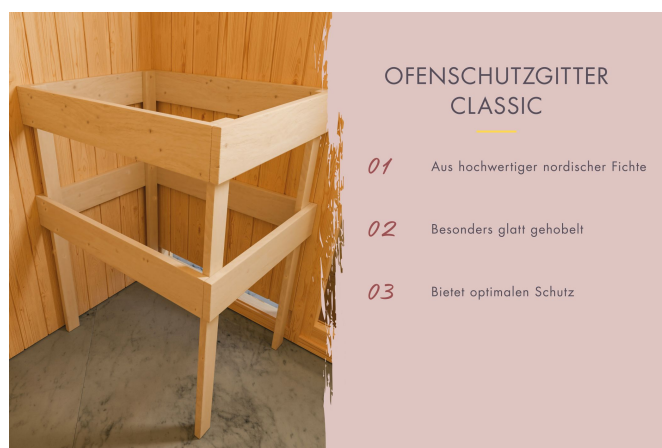 OFENSCHUTZGITTER
CLASSIC
01 Aus hochwertiger nordischer Fichte
02 Besonders glatt gehobelt
03 Bietet optimalen Schutz